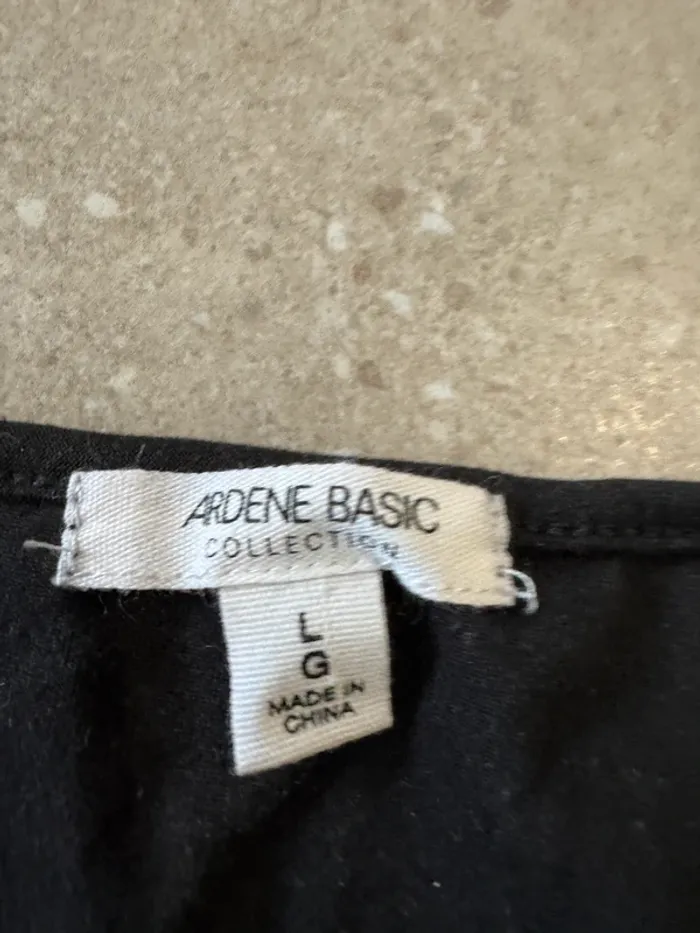 ARDENE BASIC
COLLECTION
L
G
MADE IN
CHINA